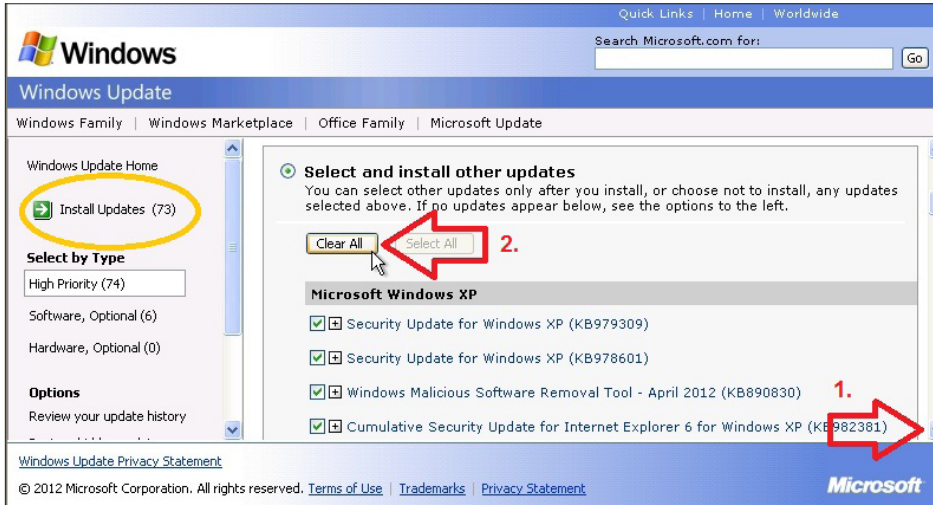 Quick Links | Home | Worldwide
Windows
Search Microsoft.com for:
Go
Windows Update
Windows Family | Windows Marketplace | Office Family | Microsoft Update
Windows Update Home
Install Updates (73)
Select by Type
High Priority (74)
Software, Optional (6)
Hardware, Optional (0)
Options
Review your update history
Select and install other updates
You can select other updates only after you install, or choose not to install, any updates
selected above. If no updates appear below, see the options to the left.
Clear All
Select All
2.
Microsoft Windows XP
Security Update for Windows XP (KB979309)
Security Update for Windows XP (KB978601)
Windows Malicious Software Removal Tool - April 2012 (KB890830)
1.
Cumulative Security Update for Internet Explorer 6 for Windows XP (KB982381)
Windows Update Privacy Statement
© 2012 Microsoft Corporation. All rights reserved. Terms of Use | Trademarks | Privacy Statement
Microsoft